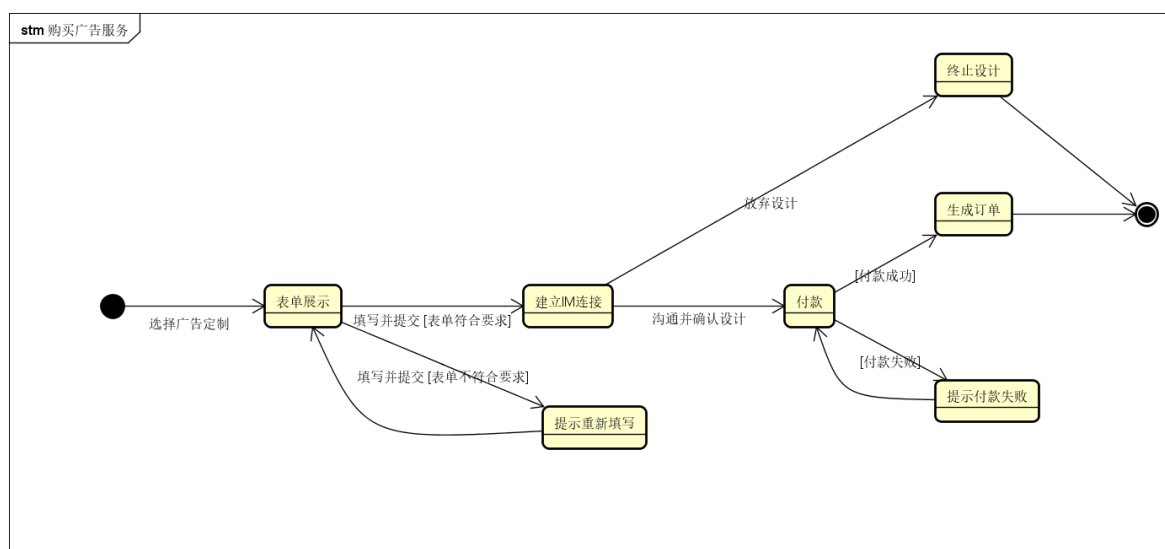 stm 购买广告服务
终止设计
放弃设计
生成订单
[付款成功]
表单展示
建立IM连接
付款
选择广告定制
填写并提交 [表单符合要求]
沟通并确认设计
[付款失败]
填写并提交 [表单不符合要求]
提示付款失败
提示重新填写